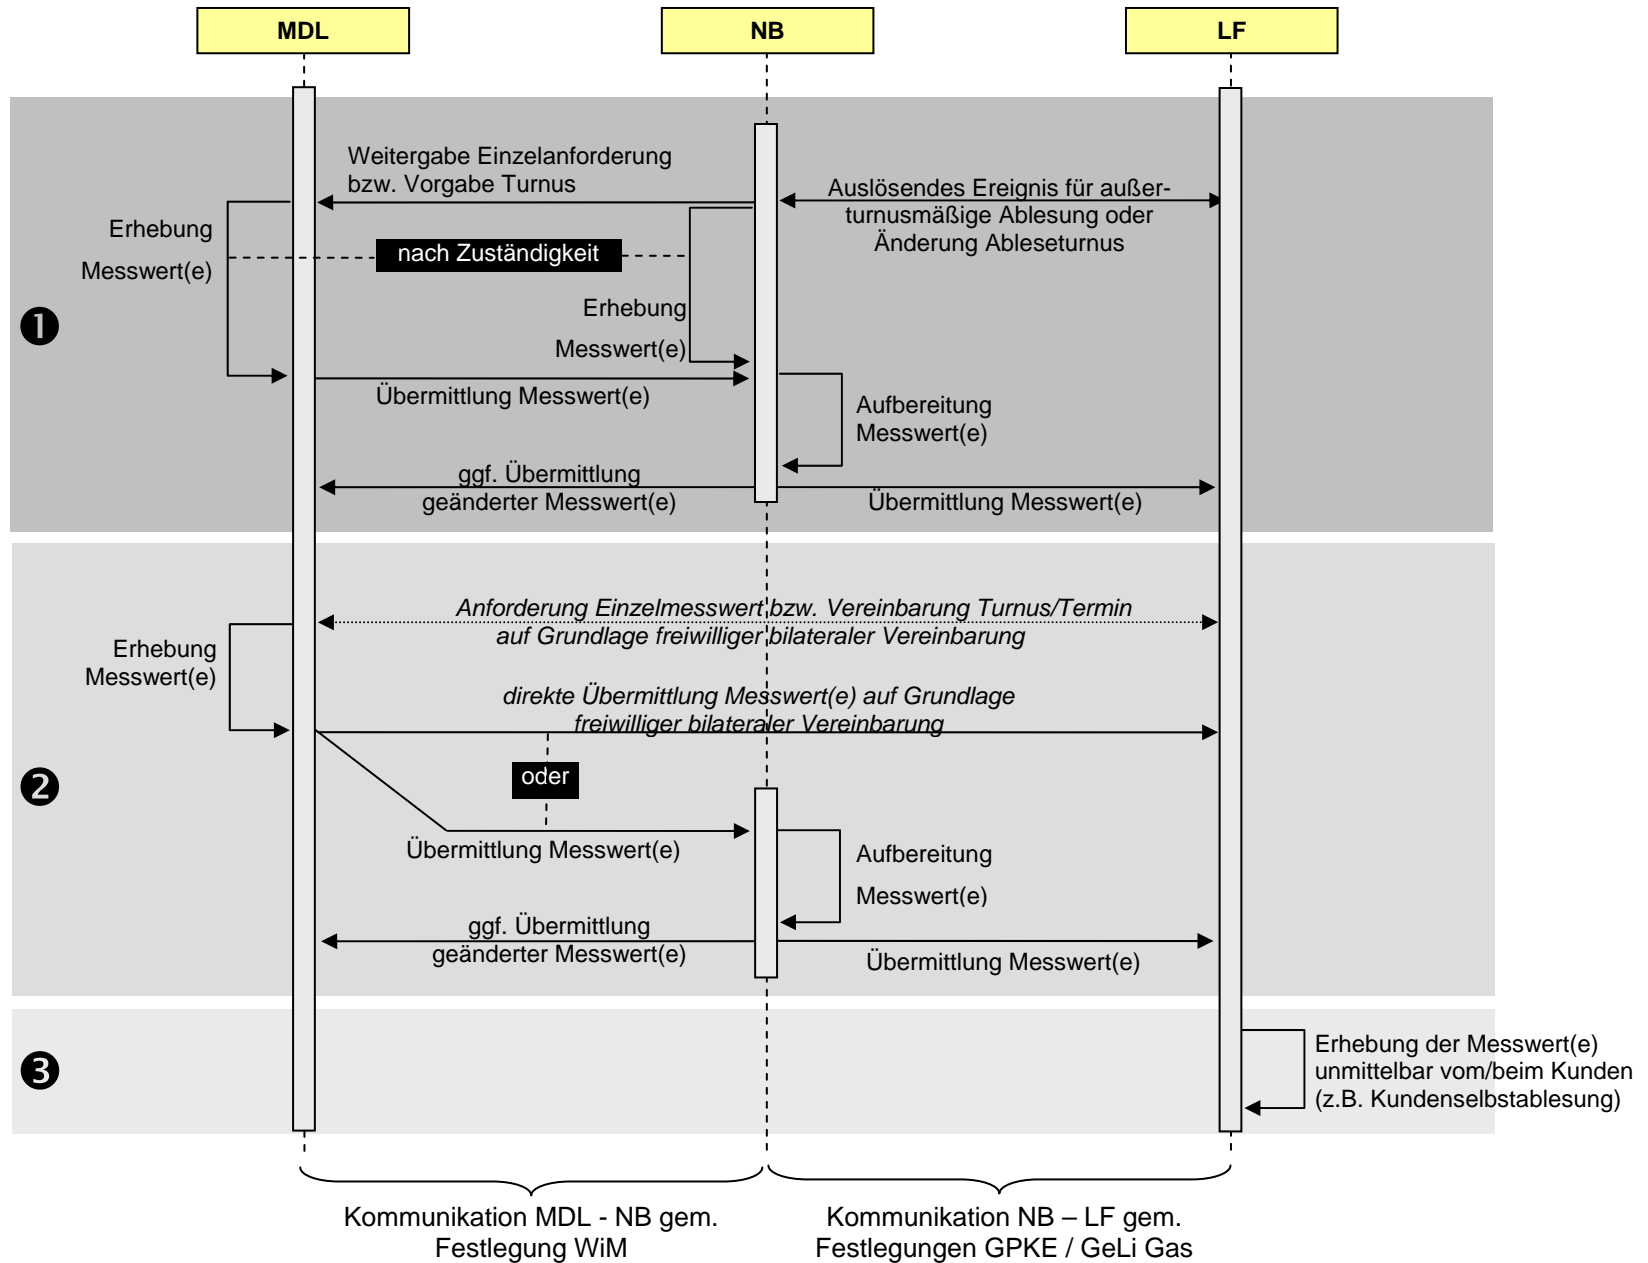 MDL
NB
LF
Weitergabe Einzelanforderung
bzw. Vorgabe Turnus
Auslösendes Ereignis für außer-
turnusmäßige Ablesung oder
Änderung Ableseturnus
Erhebung
Messwert(e)
nach Zuständigkeit
Erhebung
Messwert(e)
❶
Übermittlung Messwert(e)
Aufbereitung
Messwert(e)
ggf. Übermittlung
geänderter Messwert(e)
Übermittlung Messwert(e)
Anforderung Einzelmesswert bzw. Vereinbarung Turnus/Termin
auf Grundlage freiwilliger bilateraler Vereinbarung
Erhebung
Messwert(e)
direkte Übermittlung Messwert(e) auf Grundlage
freiwilliger bilateraler Vereinbarung
❷
oder
Übermittlung Messwert(e)
Aufbereitung
Messwert(e)
ggf. Übermittlung
geänderter Messwert(e)
Übermittlung Messwert(e)
❸
Erhebung der Messwert(e)
unmittelbar vom/beim Kunden
(z.B. Kundenselbstablesung)
Kommunikation MDL - NB gem.
Festlegung WiM
Kommunikation NB – LF gem.
Festlegungen GPKE / GeLi Gas